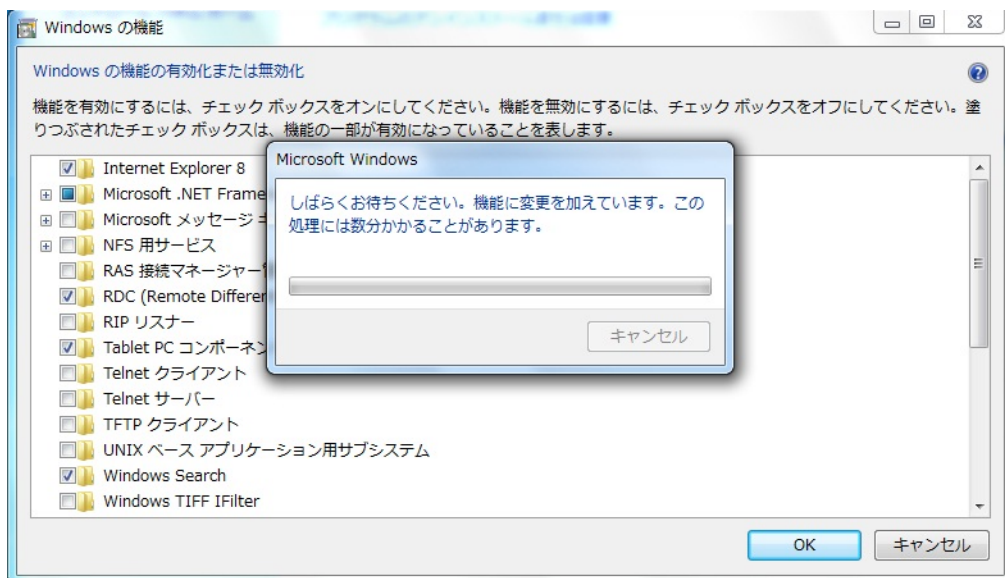 Windows の機能
Windows の機能の有効化または無効化
機能を有効にするには、チェック ボックスをオンにしてください。機能を無効にするには、チェック ボックスをオフにしてください。塗
りつぶされたチェック ボックスは、機能の一部が有効になっていることを表します。
Internet Explorer 8
Microsoft .NET Frame
Microsoft メッセージ
NFS 用サービス
RAS 接続マネージャー
RDC (Remote Differen
RIP リスナー
Tablet PC コンポーネン
Telnet クライアント
Telnet サーバー
TFTP クライアント
UNIX ベース アプリケーション用サブシステム
Windows Search
Windows TIFF IFilter
Microsoft Windows
しばらくお待ちください。機能に変更を加えています。この
処理には数分かかることがあります。
キャンセル
OK
キャンセル